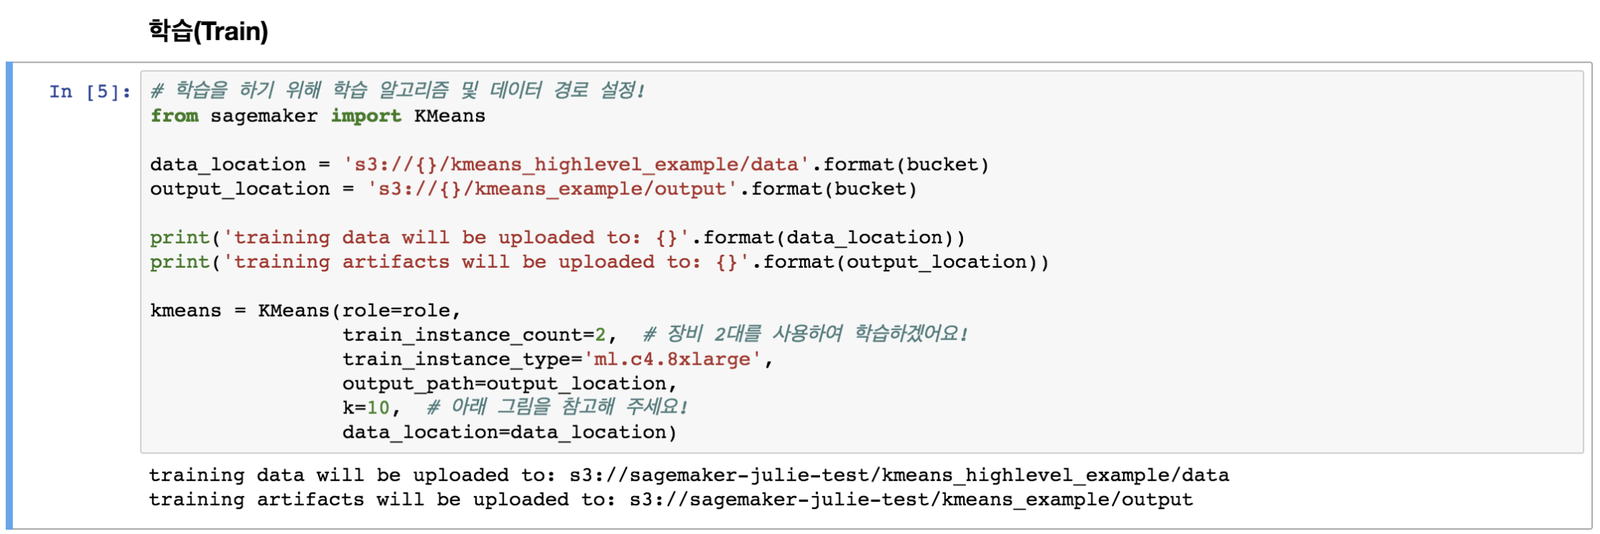 학습(Train)
In [5]:
# 학습을 하기 위해 학습 알고리즘 및 데이터 경로 설정!
from sagemaker import KMeans
data_location = 's3://{}/kmeans_highlevel_example/data'.format(bucket)
output_location = 's3://{}/kmeans_example/output'.format(bucket)
print('training data will be uploaded to: {}'.format(data_location))
print('training artifacts will be uploaded to: {}'.format(output_location))
kmeans = KMeans(role=role,
train_instance_count=2,  # 장비 2대를 사용하여 학습하겠어요!
train_instance_type='ml.c4.8xlarge',
output_path=output_location,
k=10,  # 아래 그림을 참고해 주세요!
data_location=data_location)
training data will be uploaded to: s3://sagemaker-julie-test/kmeans_highlevel_example/data
training artifacts will be uploaded to: s3://sagemaker-julie-test/kmeans_example/output